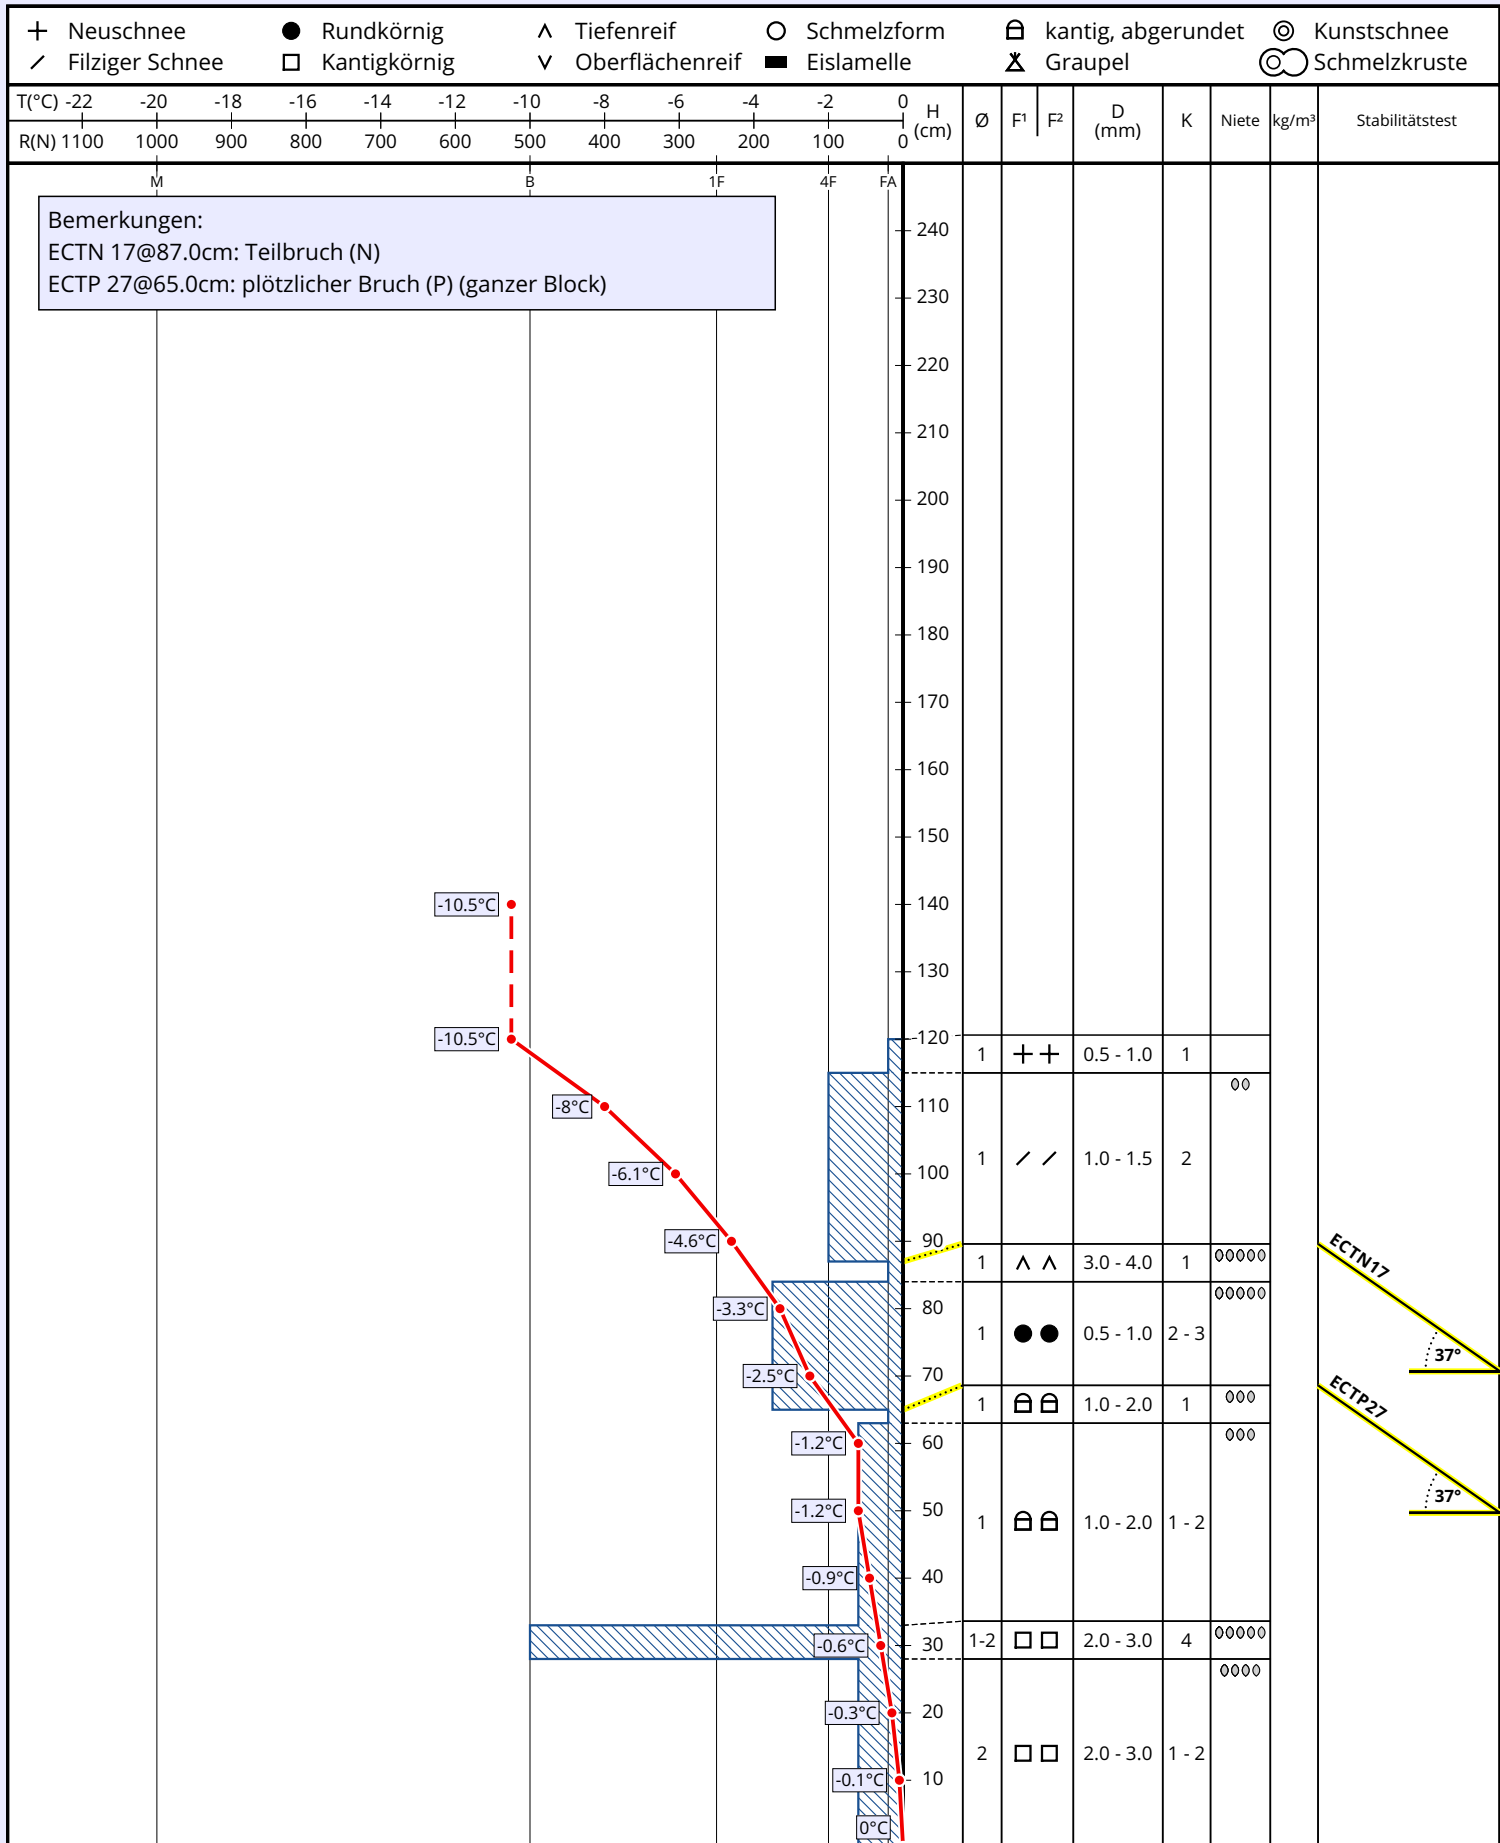 Neuschnee Rundkörnig Tiefenreif Schmelzform kantig, abgerundet Kunstschnee
Filziger Schnee Kantigkörnig Oberflächenreif Eislamelle Graupel Schmelzkruste
T(°C) -22 -20 -18 -16 -14 -12 -10 -8 -6 -4 -2 0
R(N) 1100 1000 900 800 700 600 500 400 300 200 100 0
H (cm) Ø F¹ F² D (mm) K Niete kg/m³ Stabilitätstest
M B 1F 4F FA
Bemerkungen:
ECTN 17@87.0cm: Teilbruch (N)
ECTP 27@65.0cm: plötzlicher Bruch (P) (ganzer Block)
240
230
220
210
200
190
180
170
160
150
-10.5°C 140
130
-10.5°C 120
1 0.5 - 1.0 1
-8°C 110
1 1.0 - 1.5 2
-6.1°C 100
-4.6°C 90
ECTN17
1 3.0 - 4.0 1
-3.3°C 80
1 0.5 - 1.0 2 - 3
37°
-2.5°C 70
ECTP27
1 1.0 - 2.0 1
-1.2°C 60
37°
-1.2°C 50
1 1.0 - 2.0 1 - 2
-0.9°C 40
-0.6°C 30 1-2 2.0 - 3.0 4
-0.3°C 20
2 2.0 - 3.0 1 - 2
-0.1°C 10
0°C